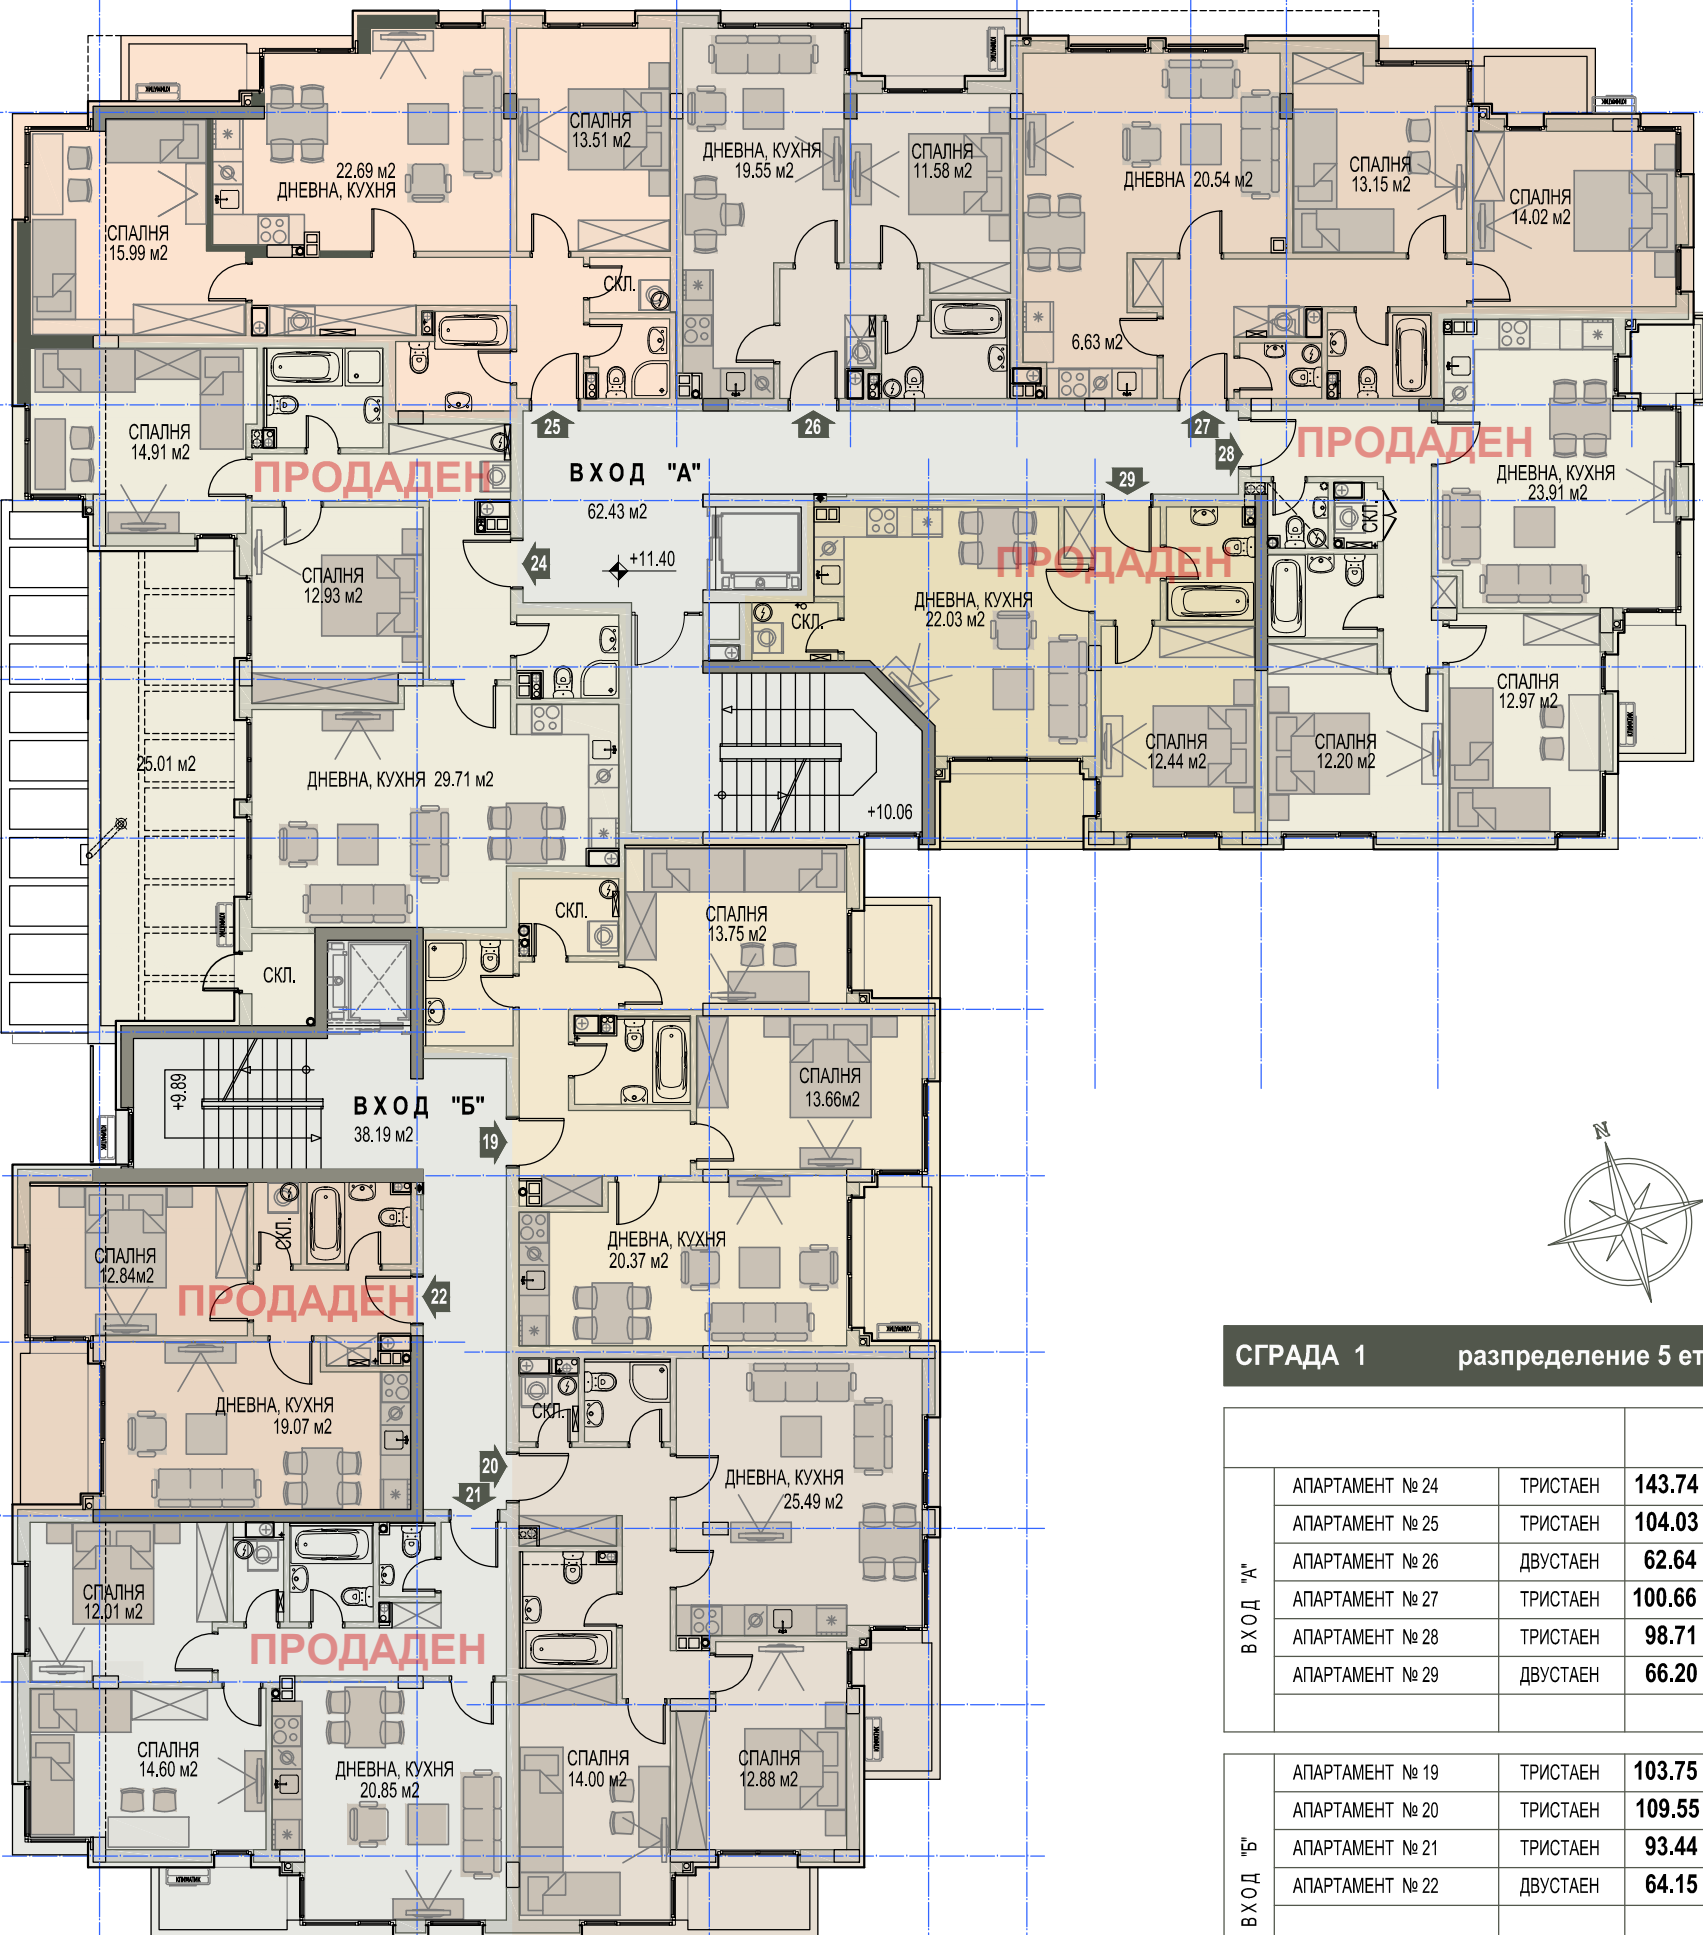 СПАЛНЯ
15.99 м2
22.69 м2
ДНЕВНА, КУХНЯ
СПАЛНЯ
13.51 м2
ДНЕВНА, КУХНЯ
19.55 м2
СПАЛНЯ
11.58 м2
ДНЕВНА 20.54 м2
6.63 м2
СПАЛНЯ
13.15 м2
СПАЛНЯ
14.02 м2
СКЛ.
25
26
27
28
29
24
СПАЛНЯ
14.91 м2
ПРОДАДЕН
ВХОД "А"
62.43 м2
+11.40
ПРОДАДЕН
ДНЕВНА, КУХНЯ
23.91 м2
СКЛ.
СПАЛНЯ
12.93 м2
ПРОДАДЕН
ДНЕВНА, КУХНЯ
22.03 м2
СКЛ.
СПАЛНЯ
12.44 м2
СПАЛНЯ
12.20 м2
СПАЛНЯ
12.97 м2
25.01 м2
ДНЕВНА, КУХНЯ 29.71 м2
+10.06
СКЛ.
СКЛ.
СПАЛНЯ
13.75 м2
+9.89
ВХОД "Б"
38.19 м2
19
СПАЛНЯ
13.66м2
ДНЕВНА, КУХНЯ
20.37 м2
N
СПАЛНЯ
12.84м2
СКЛ.
ПРОДАДЕН
22
ДНЕВНА, КУХНЯ
19.07 м2
20
21
СКЛ.
ДНЕВНА, КУХНЯ
25.49 м2
СПАЛНЯ
12.01 м2
ПРОДАДЕН
СПАЛНЯ
14.60 м2
ДНЕВНА, КУХНЯ
20.85 м2
СПАЛНЯ
14.00 м2
СПАЛНЯ
12.88 м2
КЛИМАТИК
СГРАДА 1 разпределение 5 ет
ВХОД "А"
АПАРТАМЕНТ № 24 ТРИСТАЕН 143.74
АПАРТАМЕНТ № 25 ТРИСТАЕН 104.03
АПАРТАМЕНТ № 26 ДВУСТАЕН 62.64
АПАРТАМЕНТ № 27 ТРИСТАЕН 100.66
АПАРТАМЕНТ № 28 ТРИСТАЕН 98.71
АПАРТАМЕНТ № 29 ДВУСТАЕН 66.20
ВХОД "Б"
АПАРТАМЕНТ № 19 ТРИСТАЕН 103.75
АПАРТАМЕНТ № 20 ТРИСТАЕН 109.55
АПАРТАМЕНТ № 21 ТРИСТАЕН 93.44
АПАРТАМЕНТ № 22 ДВУСТАЕН 64.15